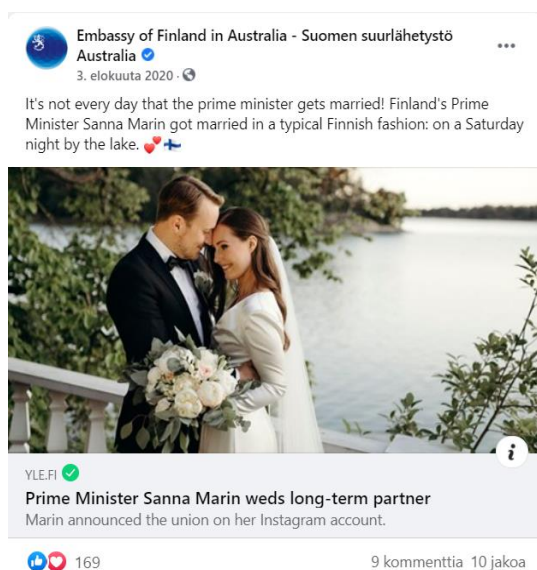 Embassy of Finland in Australia - Suomen suurlähetystö
Australia
3. elokuuta 2020 ·
It's not every day that the prime minister gets married! Finland's Prime
Minister Sanna Marin got married in a typical Finnish fashion: on a Saturday
night by the lake. 💕🇫🇮
i
YLE.FI
Prime Minister Sanna Marin weds long-term partner
Marin announced the union on her Instagram account.
169
9 kommenttia 10 jakoa